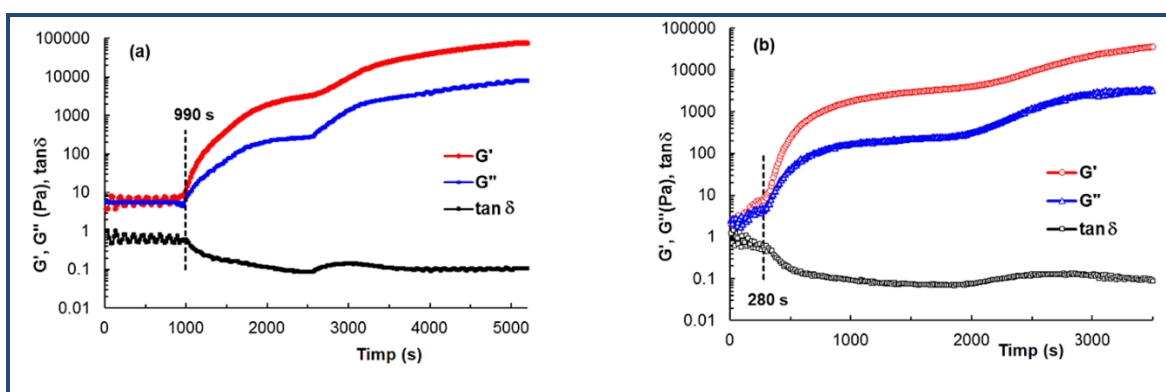 (a)
100000
10000
1000
100
10
1
0.1
0.01
G', G'' (Pa), tanδ
990 s
G'
G''
tan δ
0 1000 2000 3000 4000 5000
Timp (s)
(b)
100000
10000
1000
100
10
1
0.1
0.01
G', G''(Pa), tanδ
280 s
G'
G''
tan δ
0 1000 2000 3000
Timp (s)